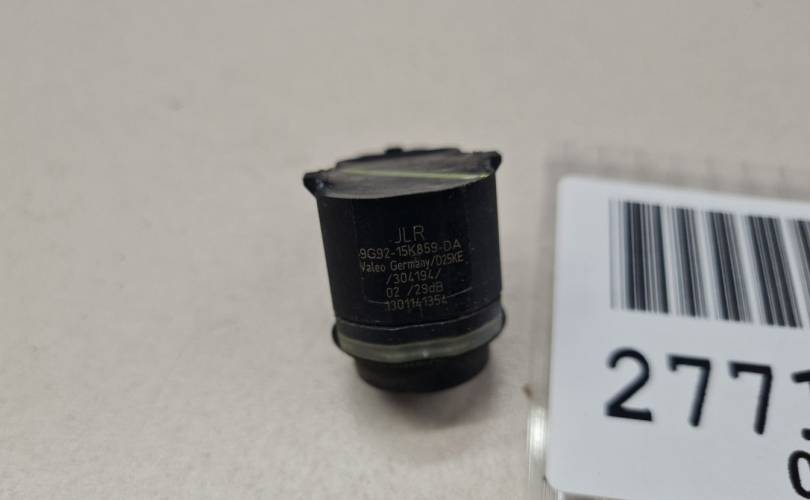 JLR
9G92-15K859-DA
Valeo Germany/D25KE
/304194/
02 /29dB
1301141354
277